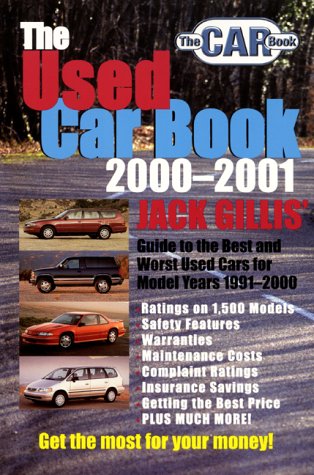 The
The CAR Book
Used
Car Book
2000–2001
JACK GILLIS'
Guide to the Best and
Worst Used Cars for
Model Years 1991–2000
Ratings on 1,500 Models
Safety Features
Warranties
Maintenance Costs
Complaint Ratings
Insurance Savings
Getting the Best Price
PLUS MUCH MORE!
Get the most for your money!